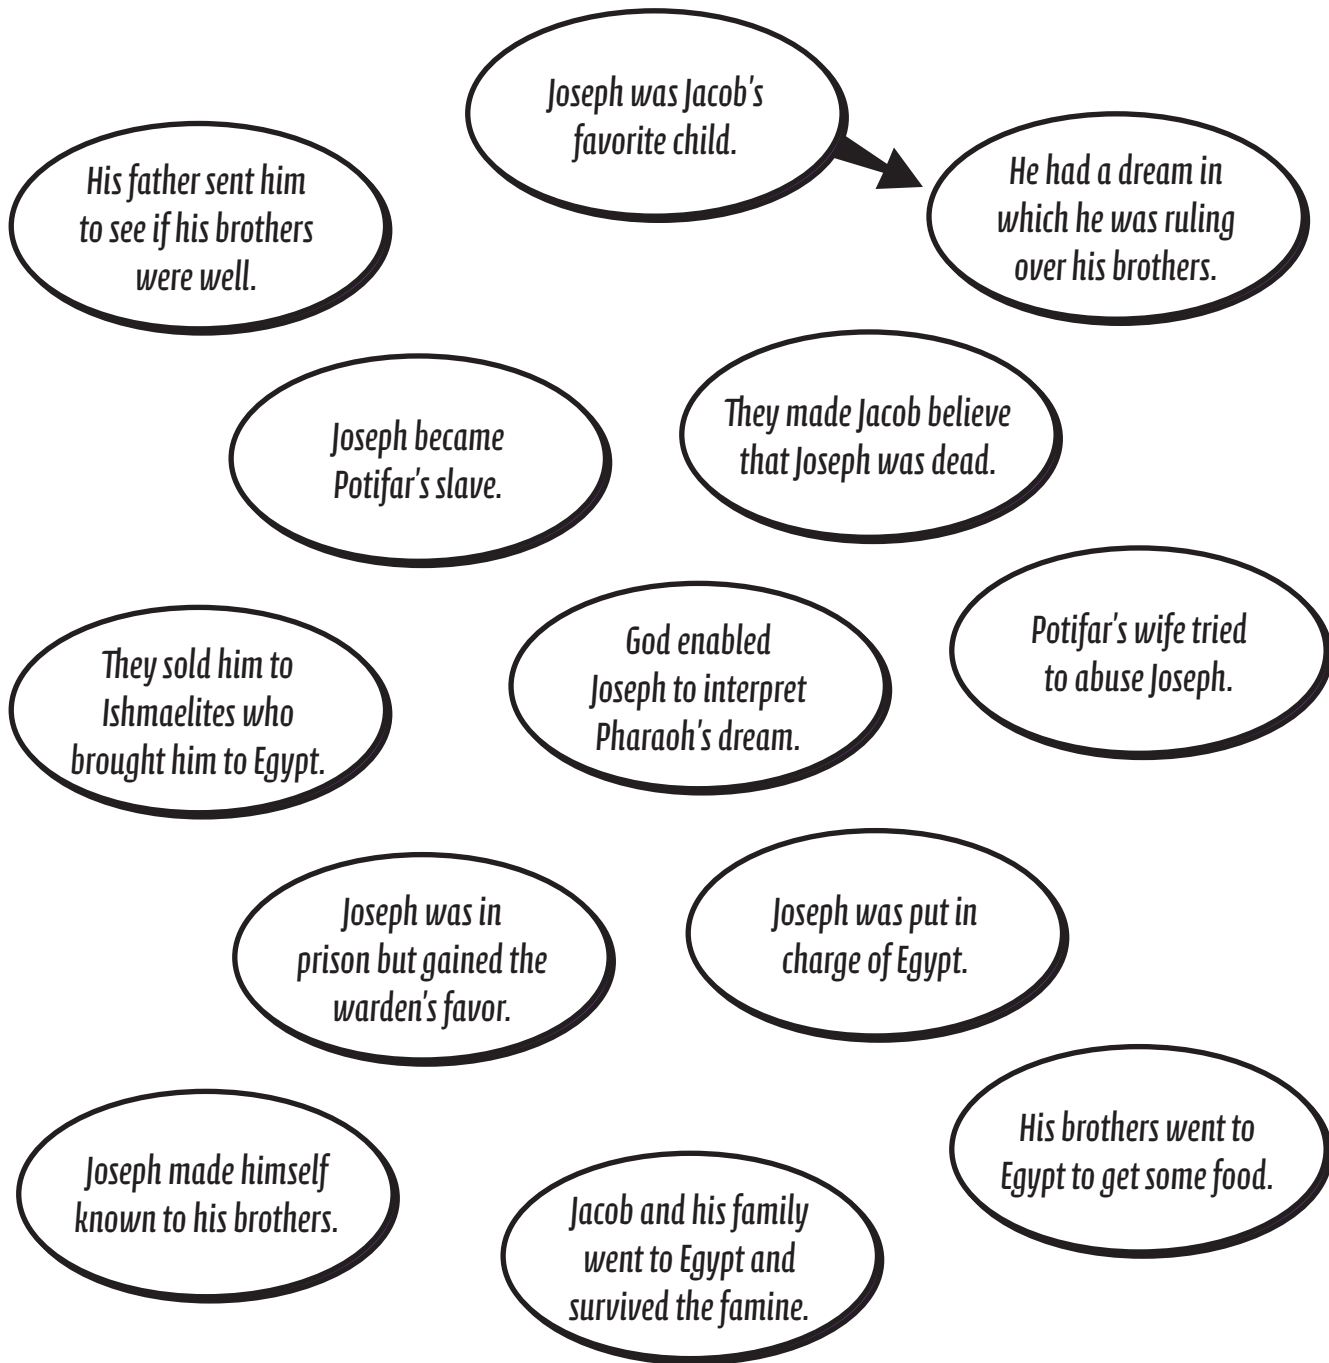 Joseph was Jacob's
favorite child.
His father sent him
to see if his brothers
were well.
He had a dream in
which he was ruling
over his brothers.
Joseph became
Potifar's slave.
They made Jacob believe
that Joseph was dead.
They sold him to
Ishmaelites who
brought him to Egypt.
God enabled
Joseph to interpret
Pharaoh's dream.
Potifar's wife tried
to abuse Joseph.
Joseph was in
prison but gained the
warden's favor.
Joseph was put in
charge of Egypt.
Joseph made himself
known to his brothers.
Jacob and his family
went to Egypt and
survived the famine.
His brothers went to
Egypt to get some food.